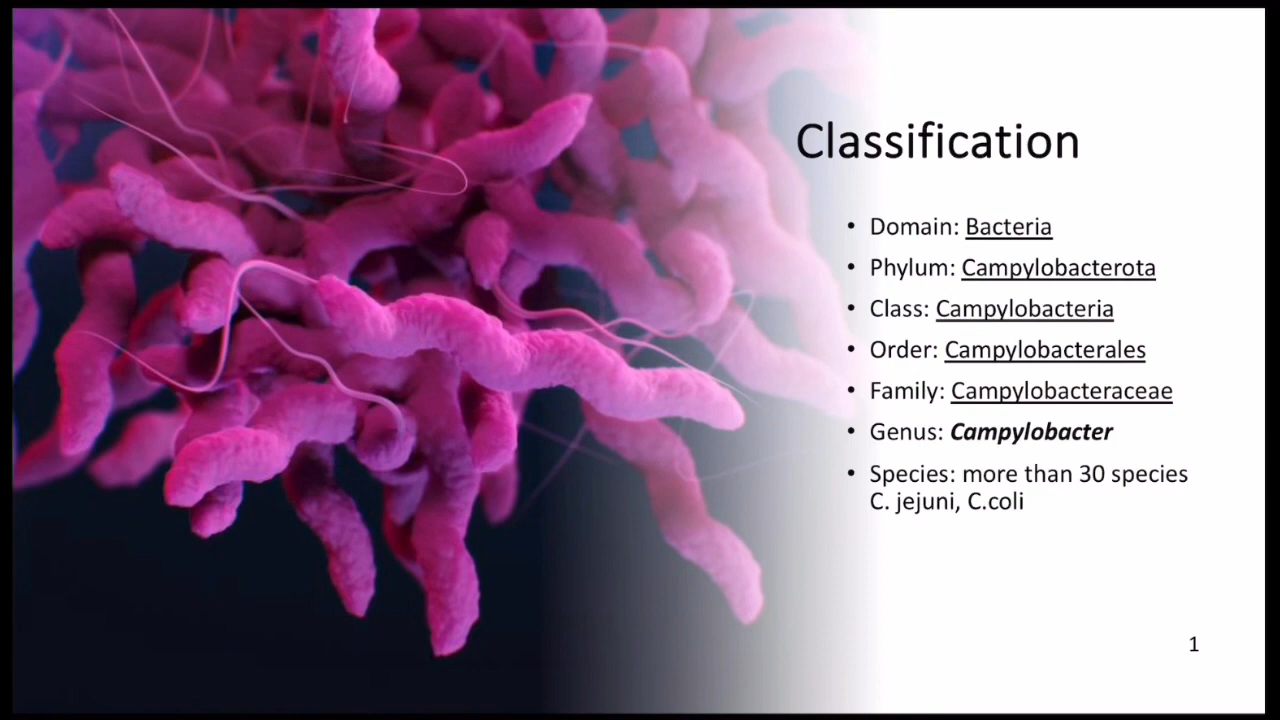 Classification
• Domain: Bacteria
• Phylum: Campylobacterota
• Class: Campylobacteria
• Order: Campylobacterales
• Family: Campylobacteraceae
• Genus: Campylobacter
• Species: more than 30 species
C. jejuni, C.coli
1